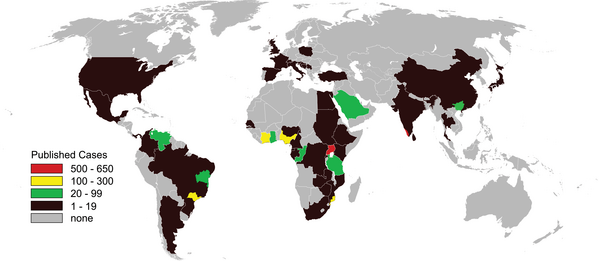 Published Cases
500 - 650
100 - 300
20 - 99
1 - 19
none